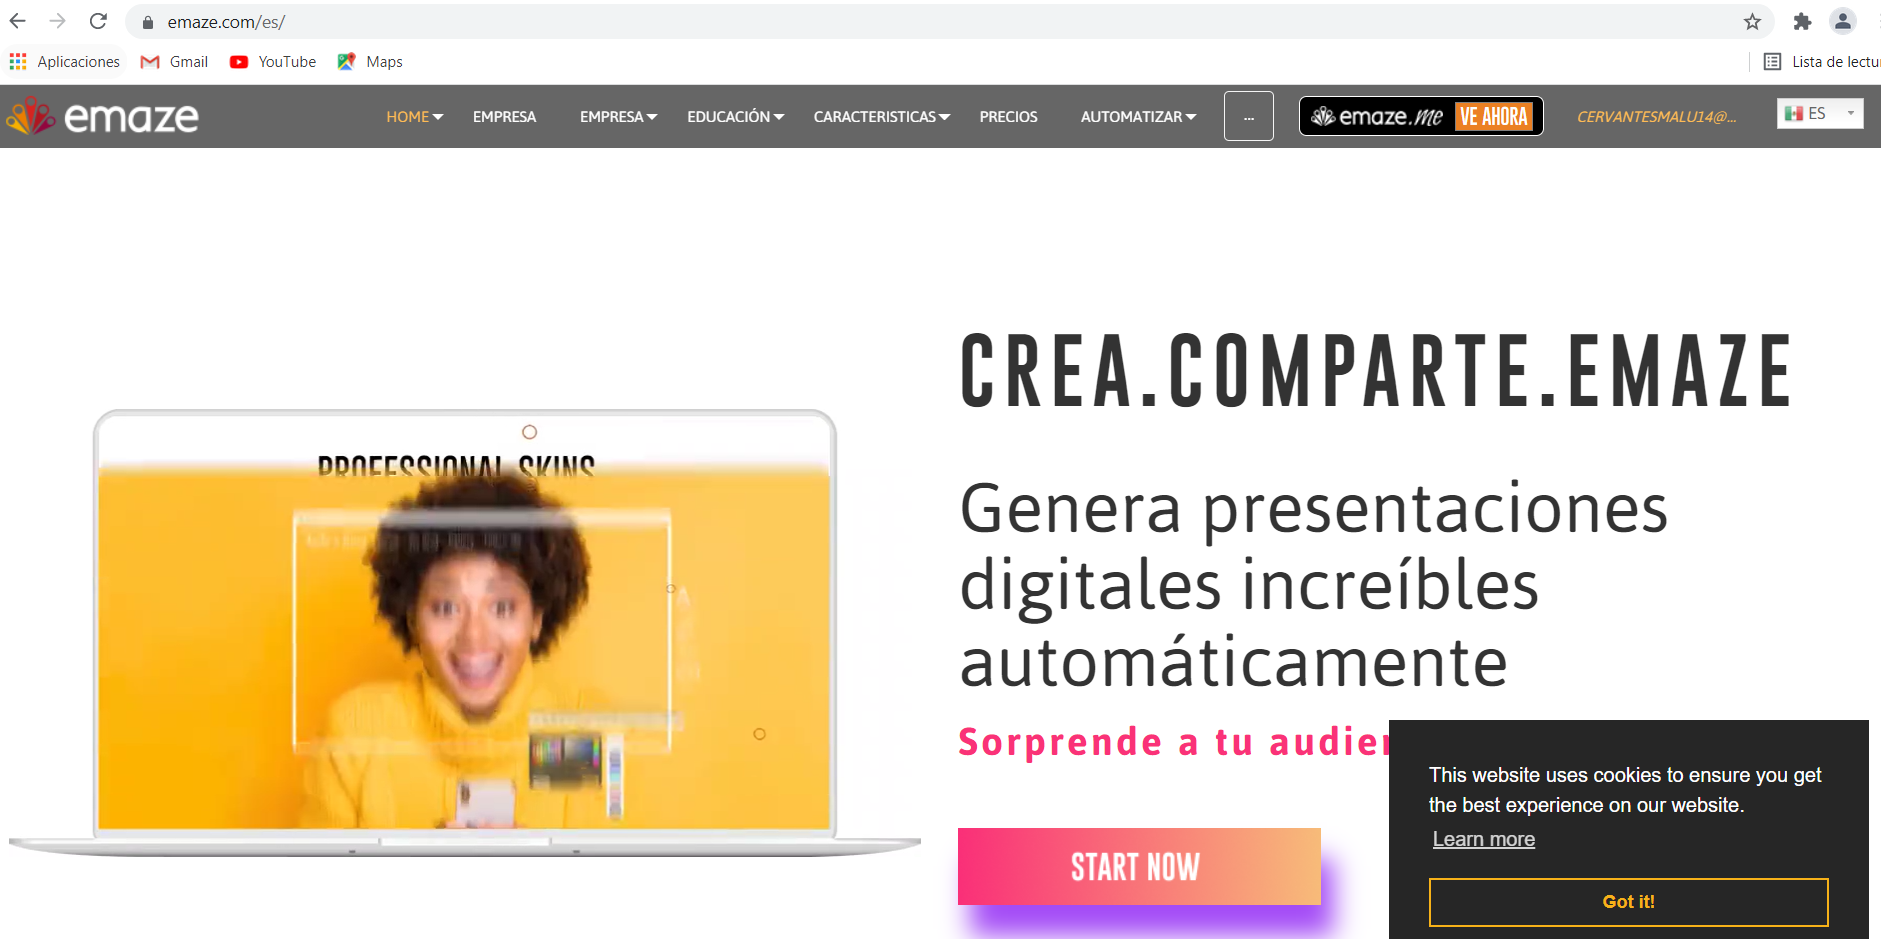 emaze.com/es/
Aplicaciones Gmail YouTube Maps Lista de lectu
emaze HOME EMPRESA EMPRESA EDUCACIÓN CARACTERISTICAS PRECIOS AUTOMATIZAR ... emaze.me VE AHORA CERVANTESMALU14@... ES
PROFESSIONAL SKINS
CREA.COMPARTE.EMAZE
Genera presentaciones
digitales increíbles
automáticamente
Sorprende a tu audien
START NOW
This website uses cookies to ensure you get
the best experience on our website.
Learn more
Got it!